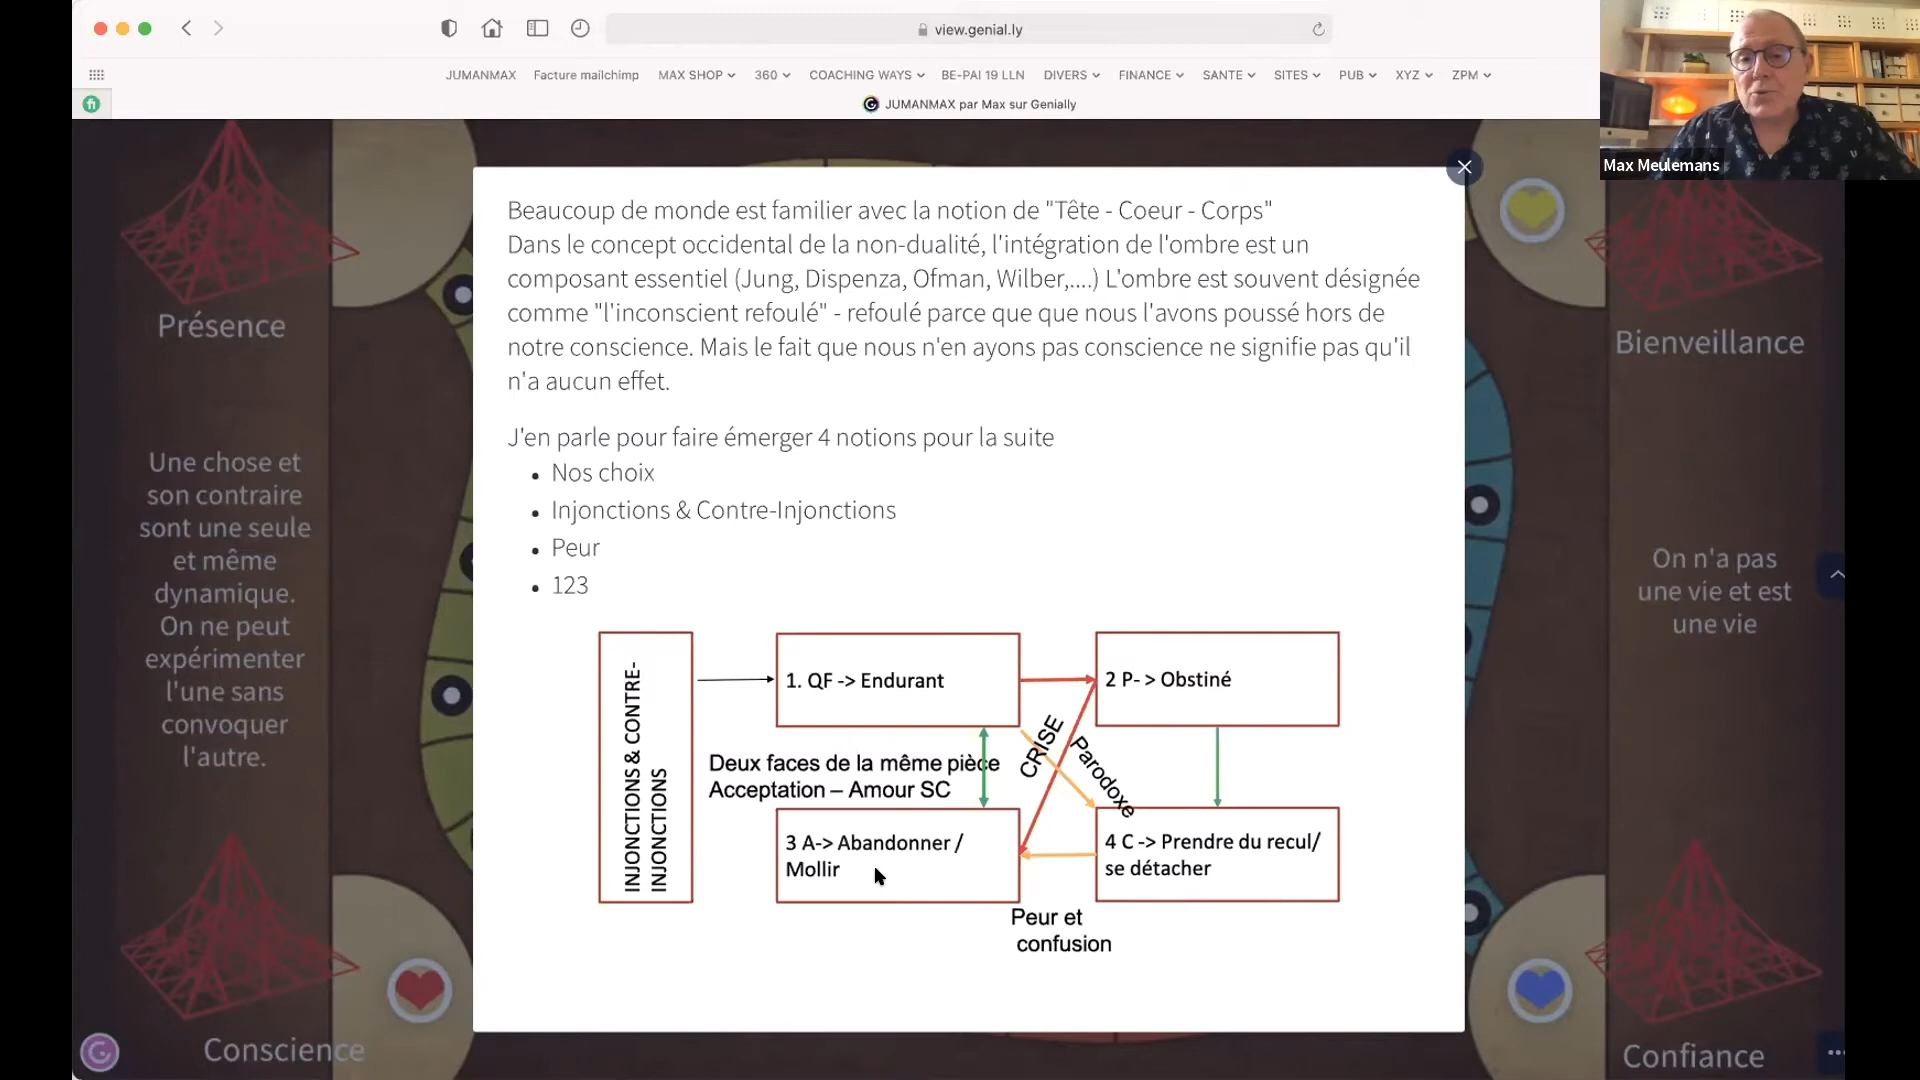 view.genial.ly
JUMANMAX Facture mailchimp MAX SHOP 360 COACHING WAYS BE-PAI 19 LLN DIVERS FINANCE SANTE SITES PUB XYZ ZPM
JUMANMAX par Max sur Genially
Max Meulemans
Beaucoup de monde est familier avec la notion de "Tête - Coeur - Corps"
Dans le concept occidental de la non-dualité, l'intégration de l'ombre est un
composant essentiel (Jung, Dispenza, Ofman, Wilber,....) L'ombre est souvent désignée
comme "l'inconscient refoulé" - refoulé parce que que nous l'avons poussé hors de
notre conscience. Mais le fait que nous n'en ayons pas conscience ne signifie pas qu'il
n'a aucun effet.
J'en parle pour faire émerger 4 notions pour la suite
• Nos choix
• Injonctions & Contre-Injonctions
• Peur
• 123
INJONCTIONS & CONTRE-
INJONCTIONS
1. QF -> Endurant
2 P- > Obstiné
Deux faces de la même pièce
Acceptation – Amour SC
CRISE
Parodoxe
3 A-> Abandonner /
Mollir
4 C -> Prendre du recul/
se détacher
Peur et
confusion
Présence
Une chose et
son contraire
sont une seule
et même
dynamique.
On ne peut
expérimenter
l'une sans
convoquer
l'autre.
Conscience
Bienveillance
On n'a pas
une vie et est
une vie
Confiance